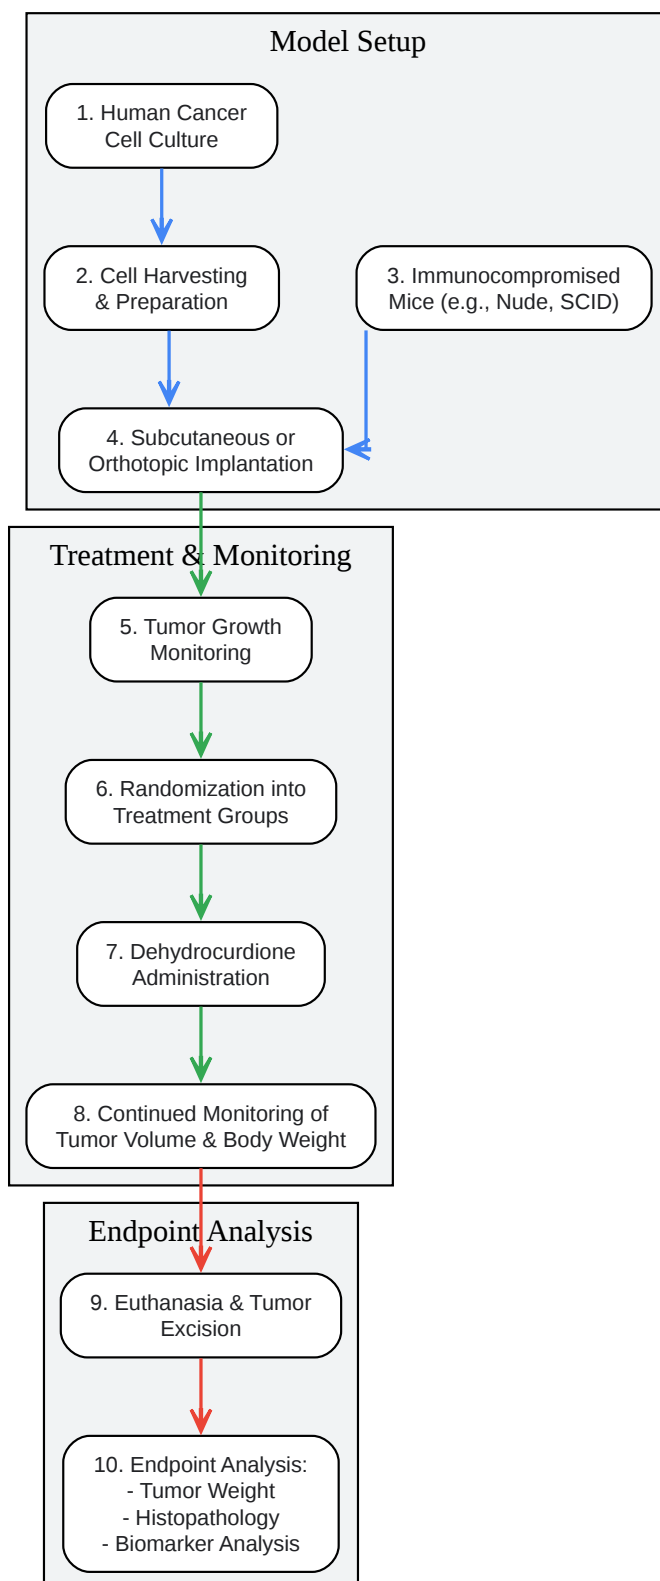 Model Setup
1. Human Cancer
Cell Culture
2. Cell Harvesting
& Preparation
3. Immunocompromised
Mice (e.g., Nude, SCID)
4. Subcutaneous or
Orthotopic Implantation
Treatment & Monitoring
5. Tumor Growth
Monitoring
6. Randomization into
Treatment Groups
7. Dehydrocurdione
Administration
8. Continued Monitoring of
Tumor Volume & Body Weight
Endpoint Analysis
9. Euthanasia & Tumor
Excision
10. Endpoint Analysis:
- Tumor Weight
- Histopathology
- Biomarker Analysis